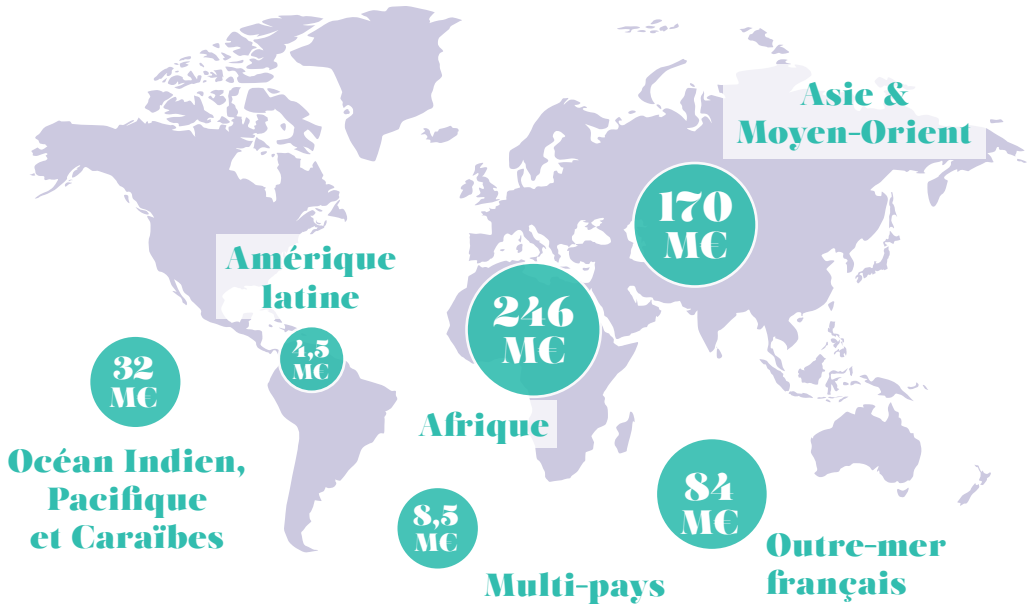 Asie &
Moyen-Orient
170
M€
Amérique
latine
4,5
M€
246
M€
Afrique
32
M€
Océan Indien,
Pacifique
et Caraïbes
8,5
M€
Multi-pays
84
M€
Outre-mer
français